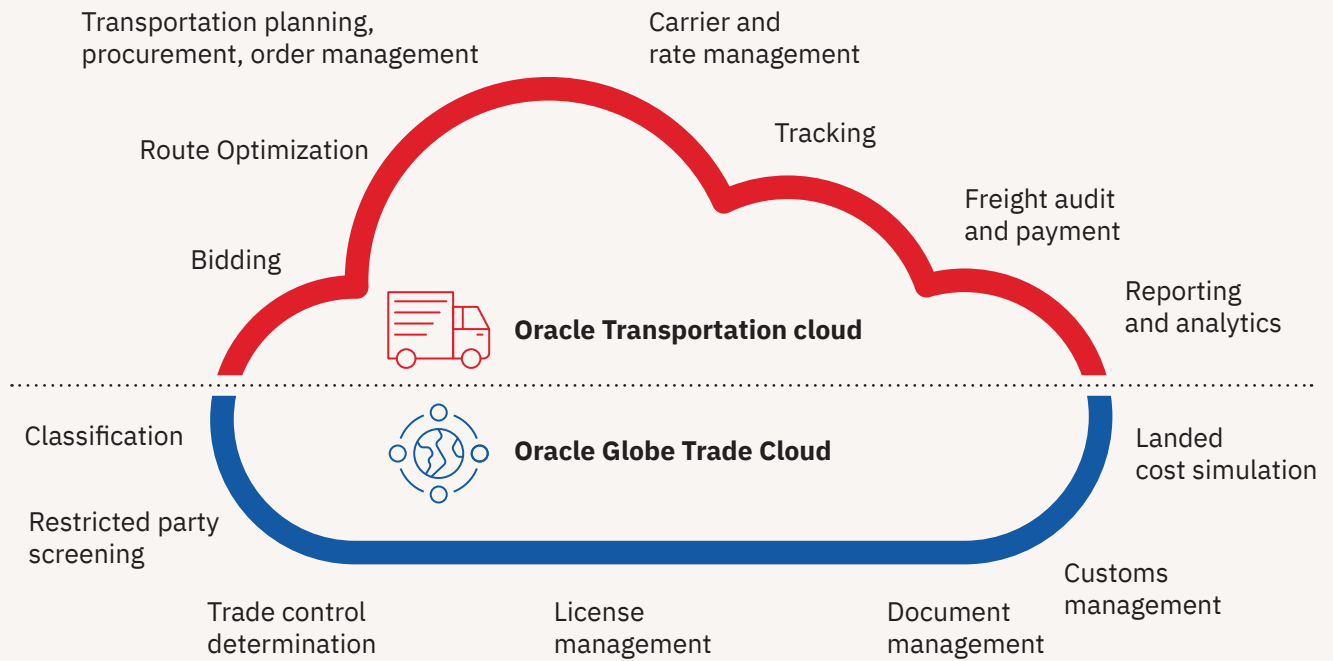 Transportation planning,
procurement, order management
Carrier and
rate management
Route Optimization
Tracking
Bidding
Freight audit
and payment
Reporting
and analytics
Oracle Transportation cloud
Classification
Oracle Globe Trade Cloud
Landed
cost simulation
Restricted party
screening
Trade control
determination
License
management
Document
management
Customs
management